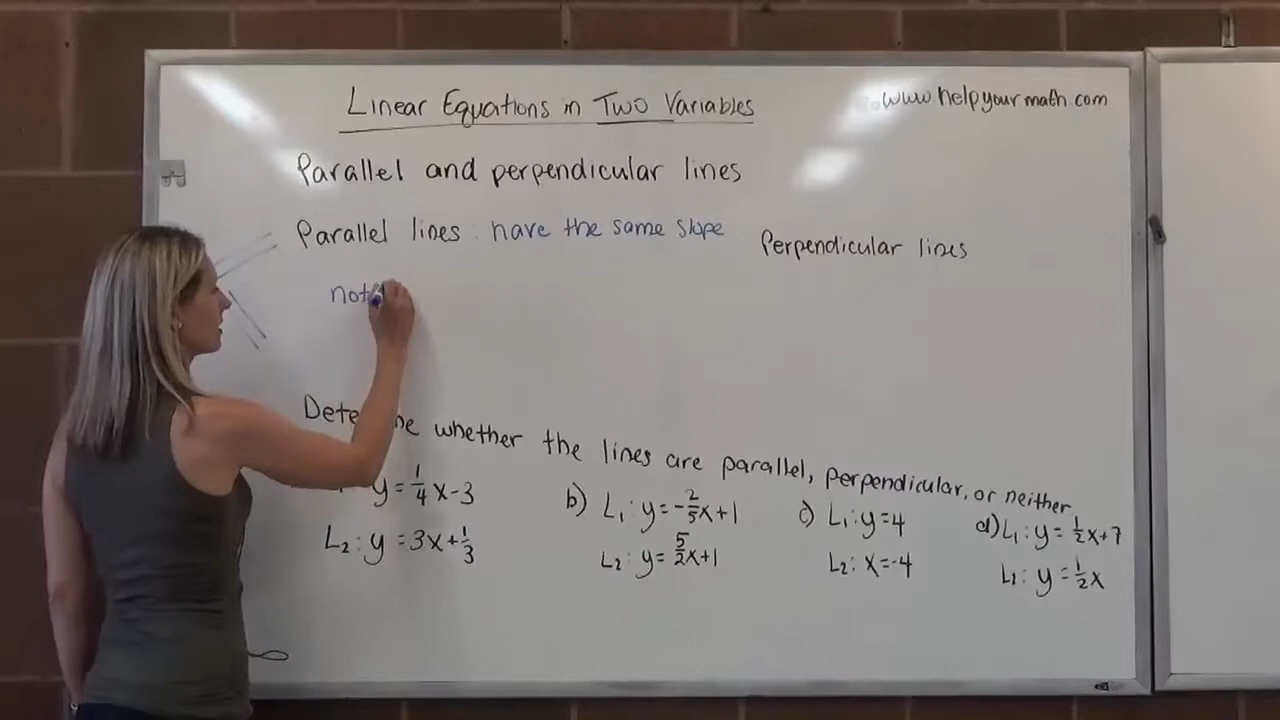 Linear Equations in Two Variables
www.helpyourmath.com
Parallel and perpendicular lines
Parallel lines : have the same slope
Perpendicular lines
Determine whether the lines are parallel, perpendicular, or neither
y = 1/4 x - 3
L₂ : y = 3x + 1/3
b) L₁ : y = -2/5 x + 1
L₂ : y = 5/2 x + 1
c) L₁ : y = 4
L₂ : x = -4
d) L₁ : y = 1/2 x + 7
L₂ : y = 1/2 x